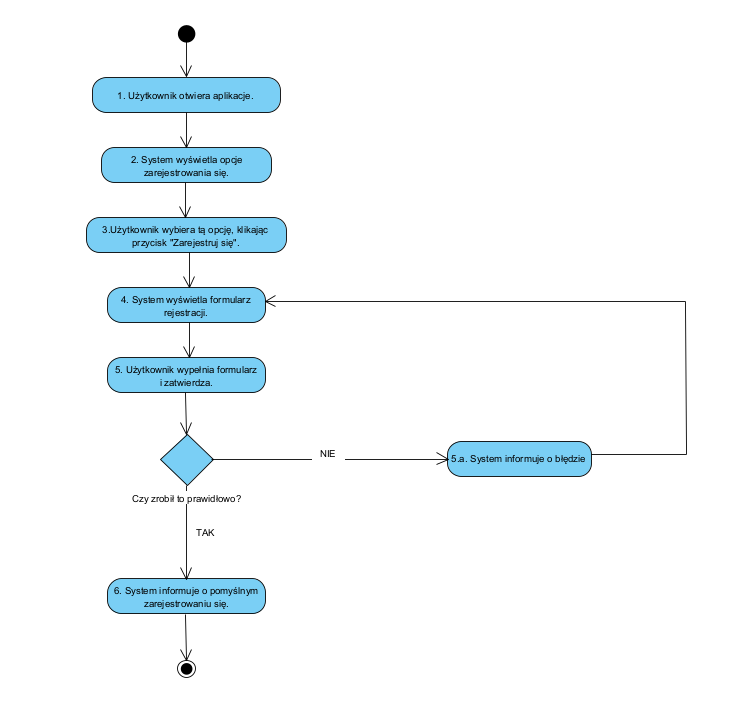 1. Użytkownik otwiera aplikacje.
2. System wyświetla opcje
zarejestrowania się.
3.Użytkownik wybiera tą opcję, klikając
przycisk "Zarejestruj się".
4. System wyświetla formularz
rejestracji.
5. Użytkownik wypełnia formularz
i zatwierdza.
NIE
5.a. System informuje o błędzie
Czy zrobił to prawidłowo?
TAK
6. System informuje o pomyślnym
zarejestrowaniu się.